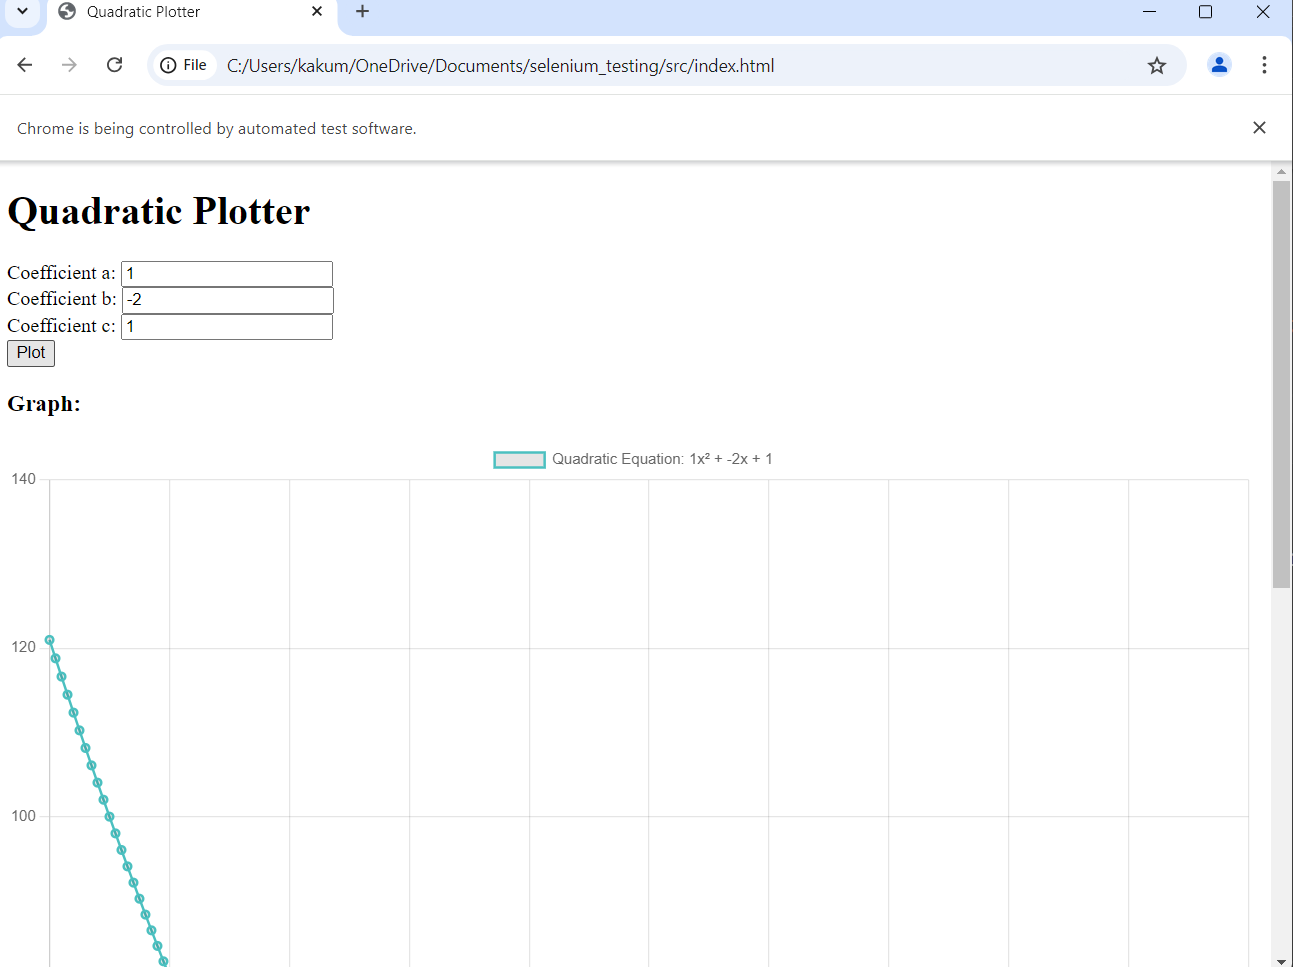 Quadratic Plotter
File C:/Users/kakum/OneDrive/Documents/selenium_testing/src/index.html
Chrome is being controlled by automated test software.
Quadratic Plotter
Coefficient a: 1
Coefficient b: -2
Coefficient c: 1
Plot
Graph:
Quadratic Equation: 1x² + -2x + 1
140
120
100